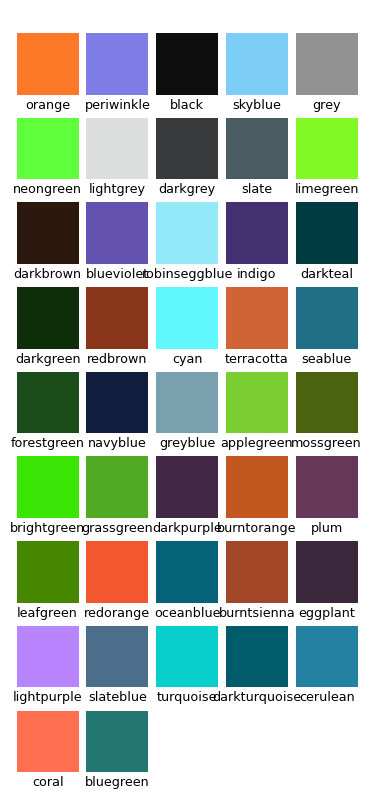 orange periwinkle black skyblue grey
neongreen lightgrey darkgrey slate limegreen
darkbrown blueviolet robinseggblue indigo darkteal
darkgreen redbrown cyan terracotta seablue
forestgreen navyblue greyblue applegreen mossgreen
brightgreen grassgreen darkpurple burntorange plum
leafgreen redorange oceanblue burntsienna eggplant
lightpurple slateblue turquoise darkturquoise cerulean
coral bluegreen